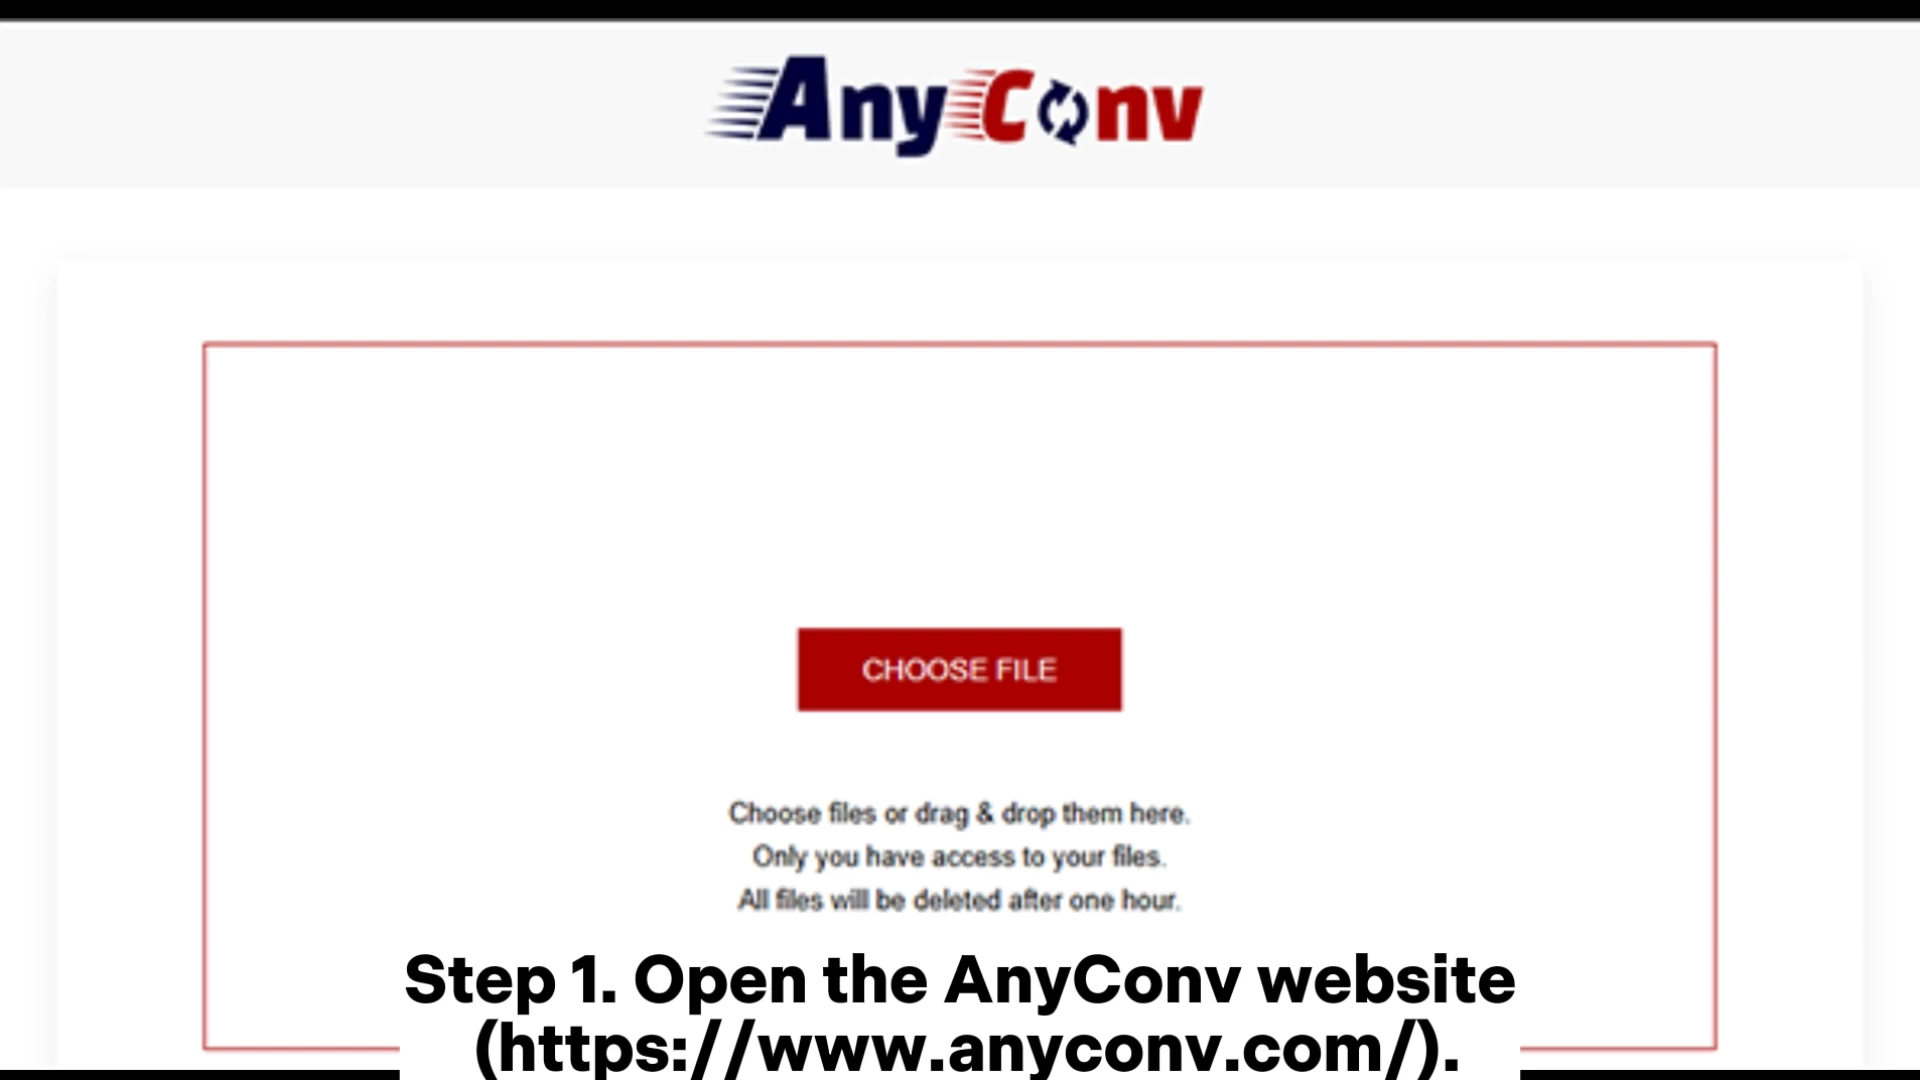 AnyConv
CHOOSE FILE
Choose files or drag & drop them here.
Only you have access to your files.
All files will be deleted after one hour.
Step 1. Open the AnyConv website
(https://www.anyconv.com/).